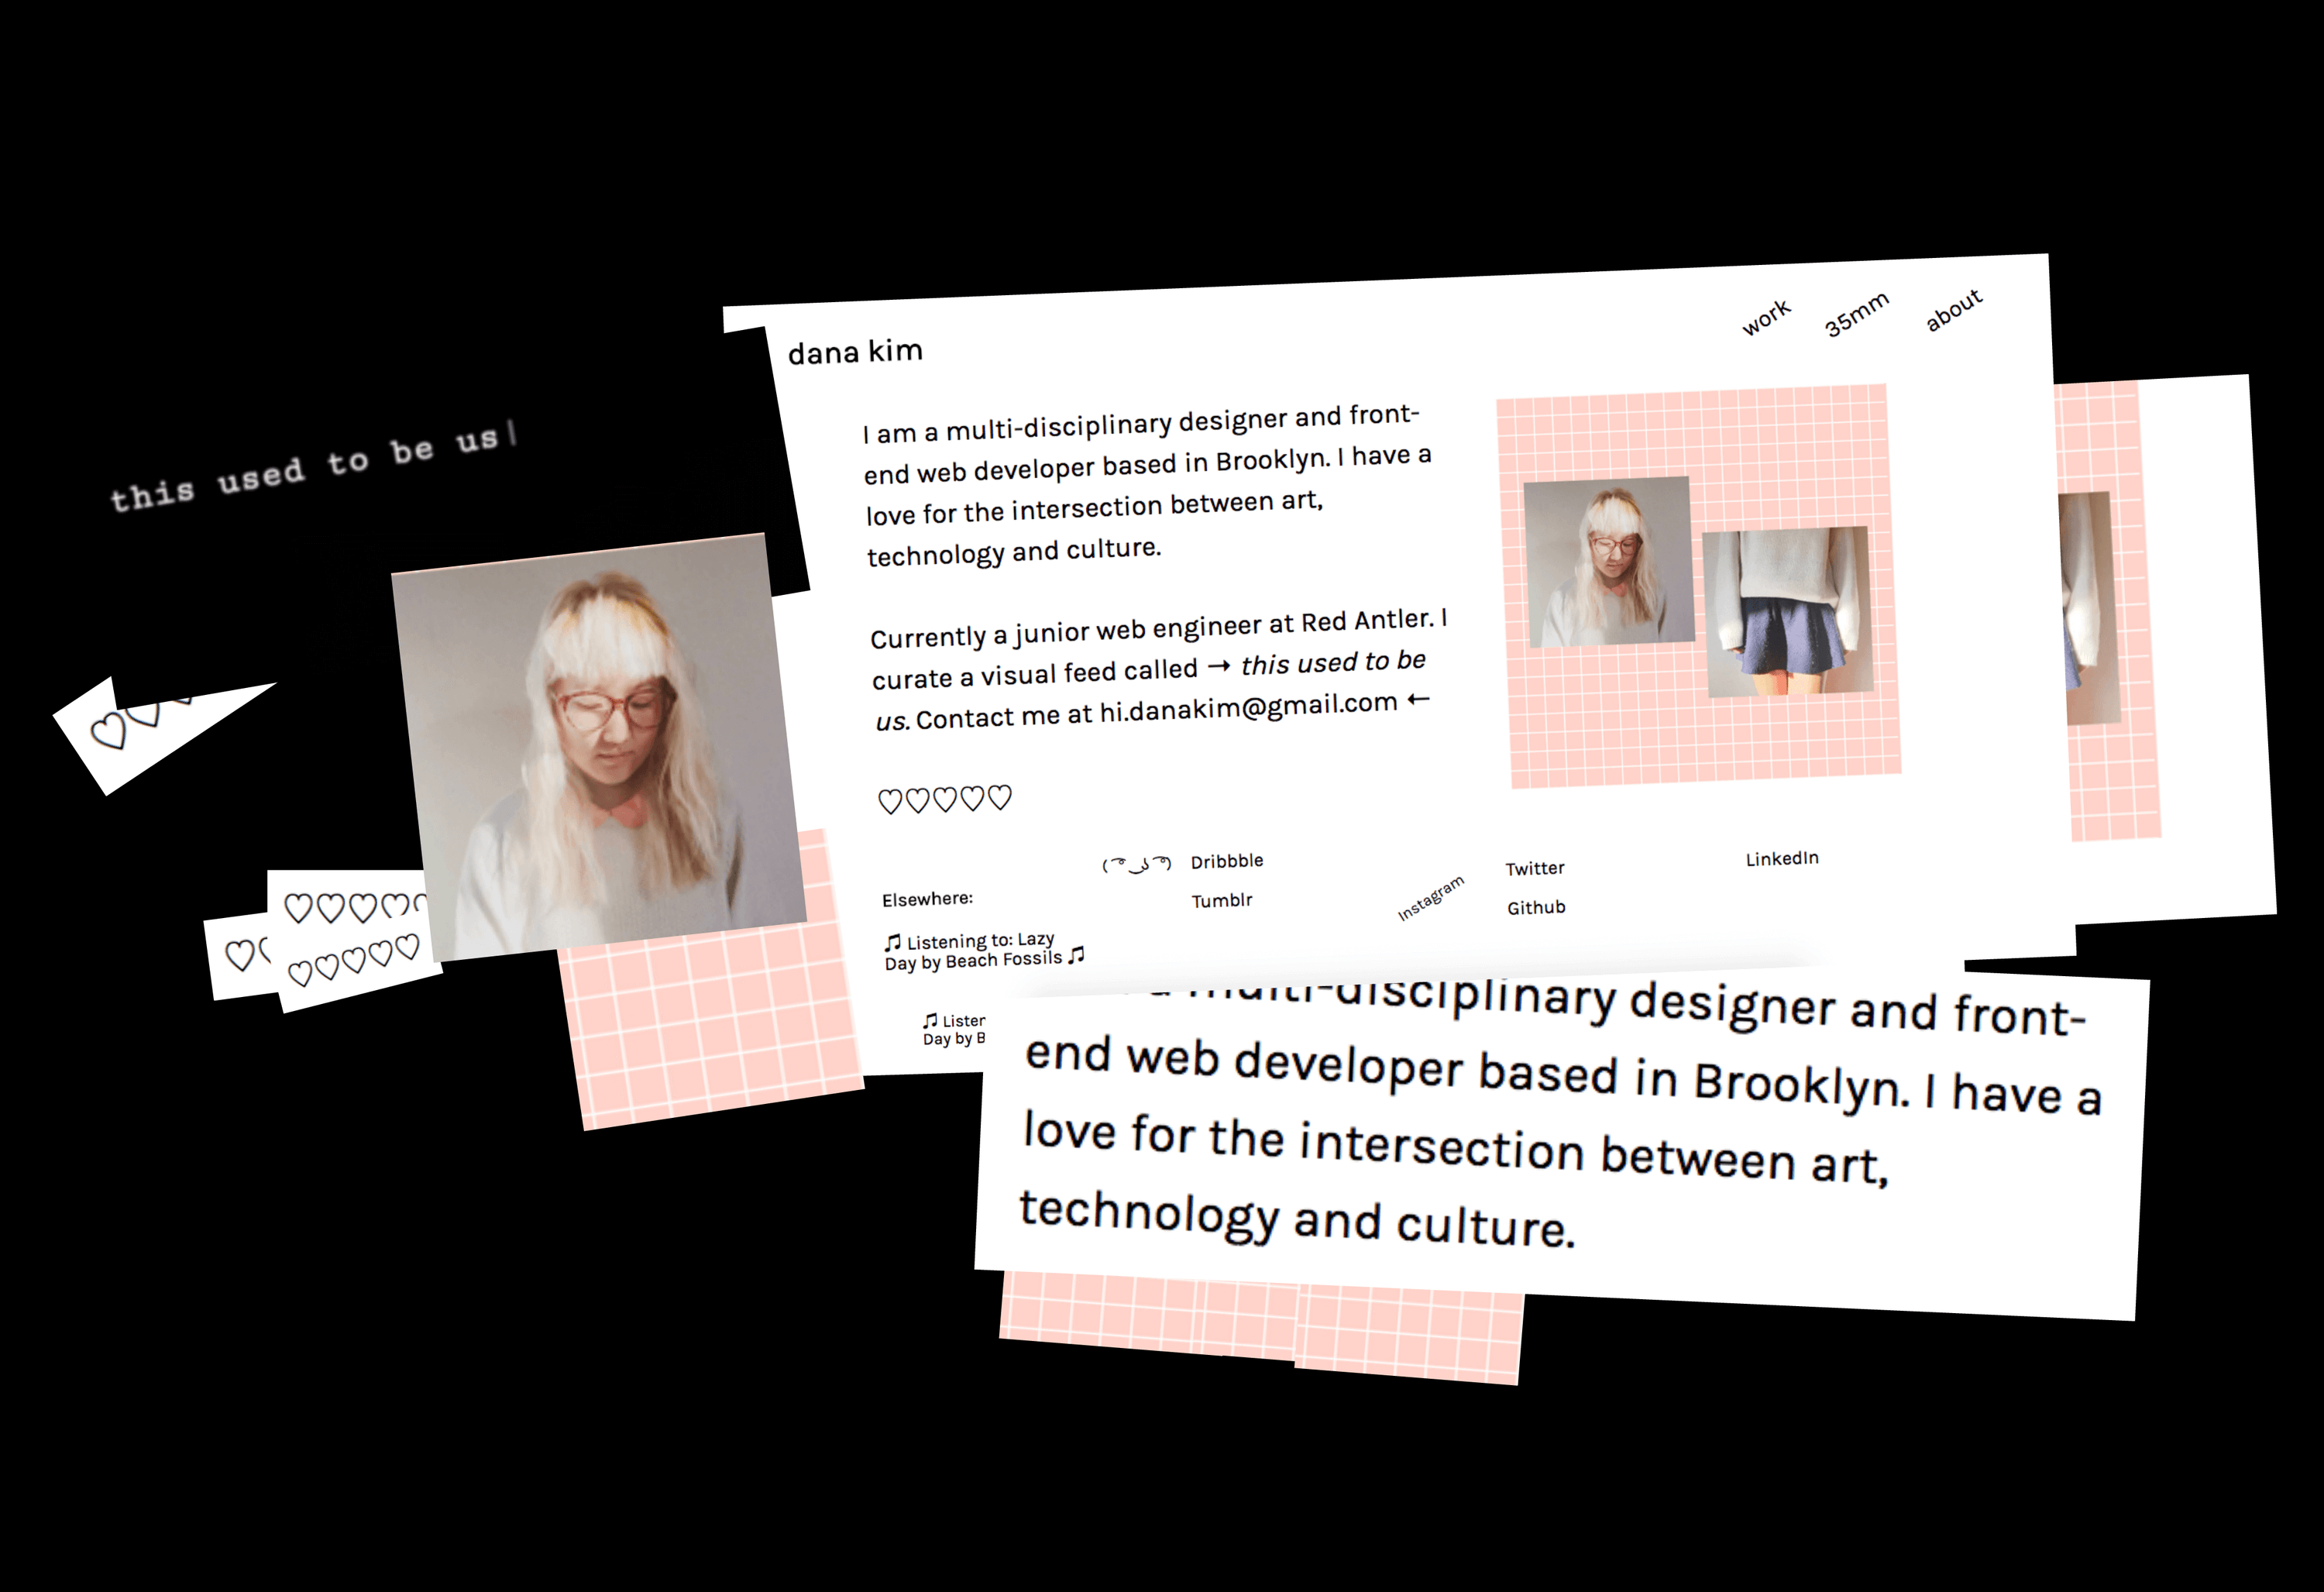 dana kim
work
35mm
about
this used to be us|
I am a multi-disciplinary designer and front-
end web developer based in Brooklyn. I have a
love for the intersection between art,
technology and culture.
Currently a junior web engineer at Red Antler. I
curate a visual feed called → this used to be
us. Contact me at hi.danakim@gmail.com ←
♡♡♡♡♡
♡♡♡♡♡
Elsewhere:
♫ Listening to: Lazy
Day by Beach Fossils ♫
( ͡° ͜ʖ ͡°)
Dribbble
Tumblr
Instagram
Twitter
Github
LinkedIn
♫ Listen
Day by B
multi-disciplinary designer and front-
end web developer based in Brooklyn. I have a
love for the intersection between art,
technology and culture.